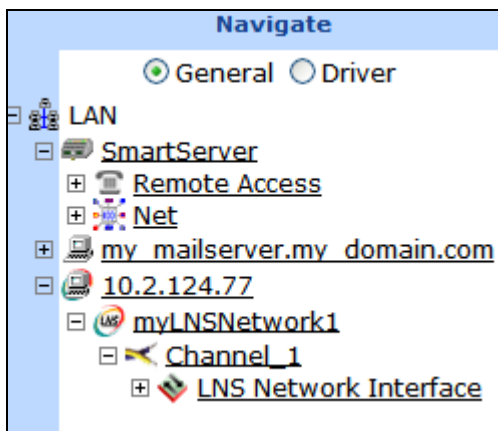 Navigate
General Driver
LAN
SmartServer
Remote Access
Net
my_mailserver.my_domain.com
10.2.124.77
LNS myLNSNetwork1
Channel_1
LNS Network Interface